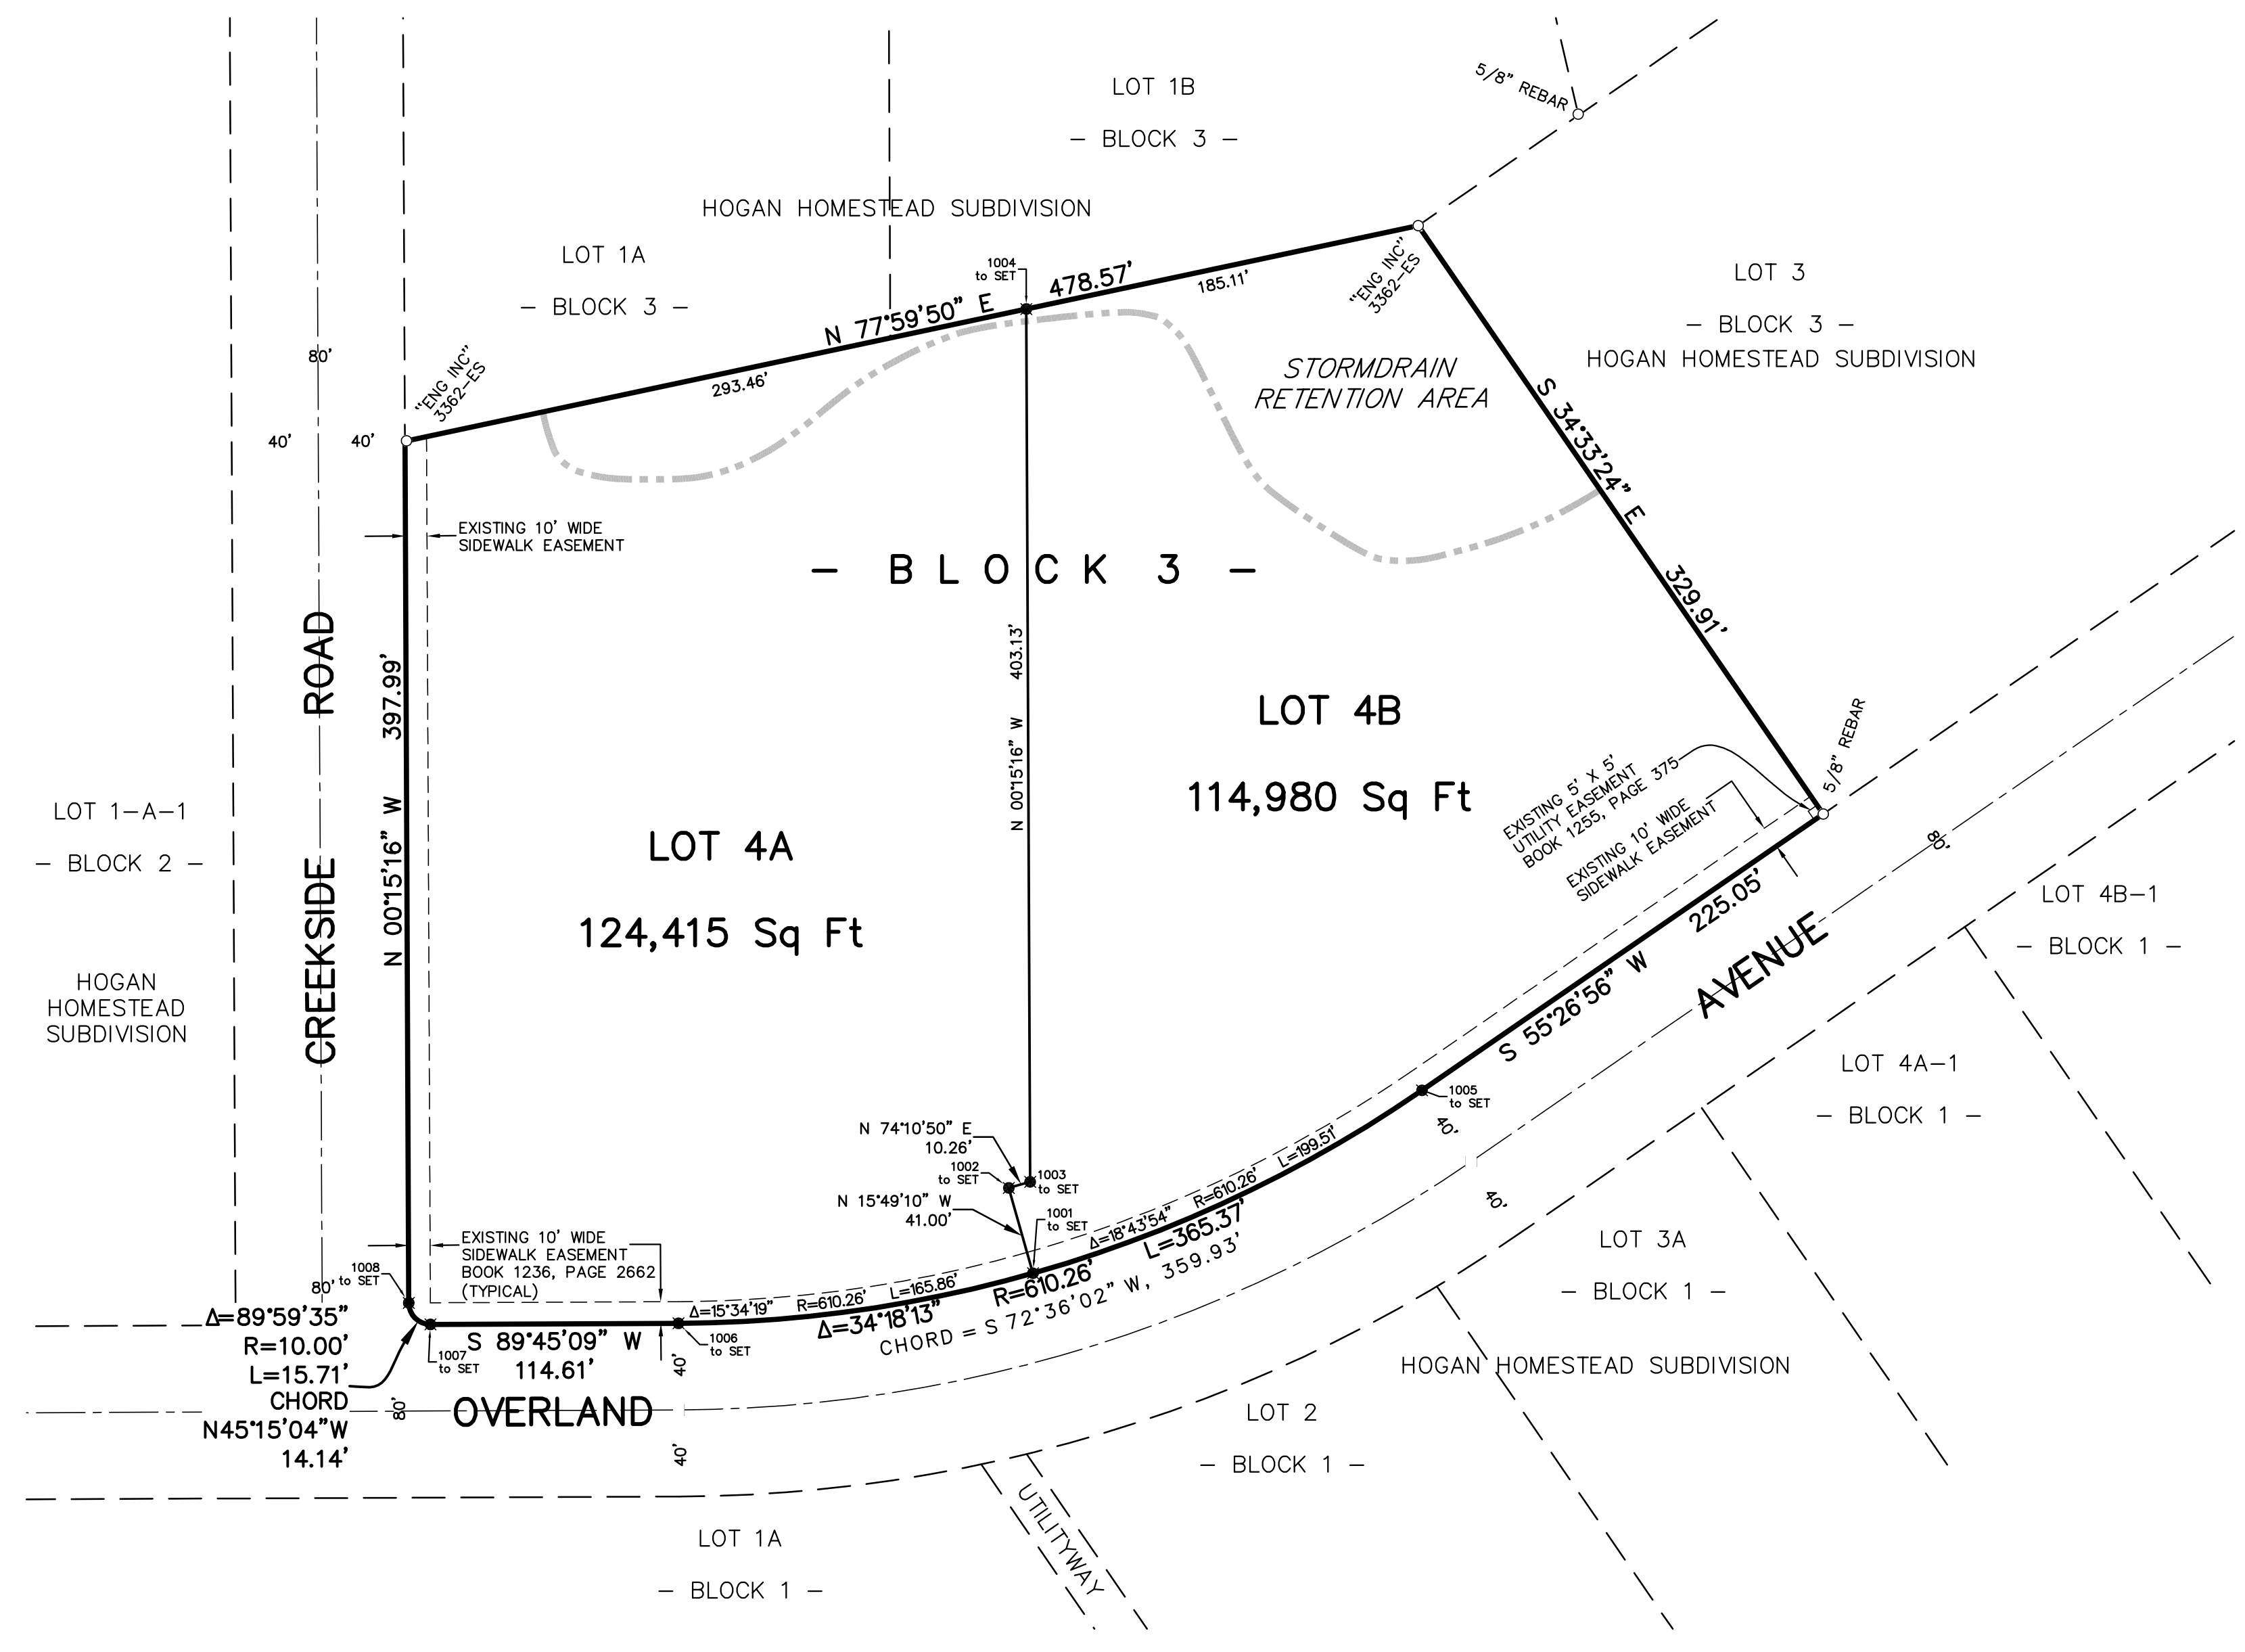 LOT 1B
– BLOCK 3 –
5/8" REBAR
HOGAN HOMESTEAD SUBDIVISION
LOT 1A
– BLOCK 3 –
1004
to SET
478.57'
N 77°59'50" E
185.11'
293.46'
"ENG INC"
3362-ES
"ENG INC"
3362-ES
LOT 3
– BLOCK 3 –
HOGAN HOMESTEAD SUBDIVISION
80'
40'
40'
STORMDRAIN
RETENTION AREA
S 34°33'24" E
329.91'
EXISTING 10' WIDE
SIDEWALK EASEMENT
– BLOCK 3 –
CREEKSIDE ROAD
N 00°15'16" W 397.99'
N 00°15'16" W 403.13'
LOT 4B
114,980 Sq Ft
LOT 4A
124,415 Sq Ft
EXISTING 5' X 5'
UTILITY EASEMENT
BOOK 1255, PAGE 375
EXISTING 10' WIDE
SIDEWALK EASEMENT
5/8" REBAR
LOT 1-A-1
– BLOCK 2 –
HOGAN
HOMESTEAD
SUBDIVISION
80'
225.05'
S 55°26'56" W
AVENUE
LOT 4B-1
– BLOCK 1 –
LOT 4A-1
– BLOCK 1 –
1005
to SET
40'
40'
N 74°10'50" E
10.26'
1002
to SET
1003
to SET
N 15°49'10" W
41.00'
1001
to SET
Δ=18°43'54" R=610.26' L=199.51'
Δ=15°34'19" R=610.26' L=165.86'
Δ=34°18'13" R=610.26' L=365.37'
CHORD = S 72°36'02" W, 359.93'
EXISTING 10' WIDE
SIDEWALK EASEMENT
BOOK 1236, PAGE 2662
(TYPICAL)
1008
to SET
80'
Δ=89°59'35"
R=10.00'
L=15.71'
CHORD
N45°15'04"W
14.14'
1007
to SET
S 89°45'09" W
114.61'
1006
to SET
40'
80'
OVERLAND
40'
LOT 3A
– BLOCK 1 –
HOGAN HOMESTEAD SUBDIVISION
LOT 2
– BLOCK 1 –
UTILITYWAY
LOT 1A
– BLOCK 1 –